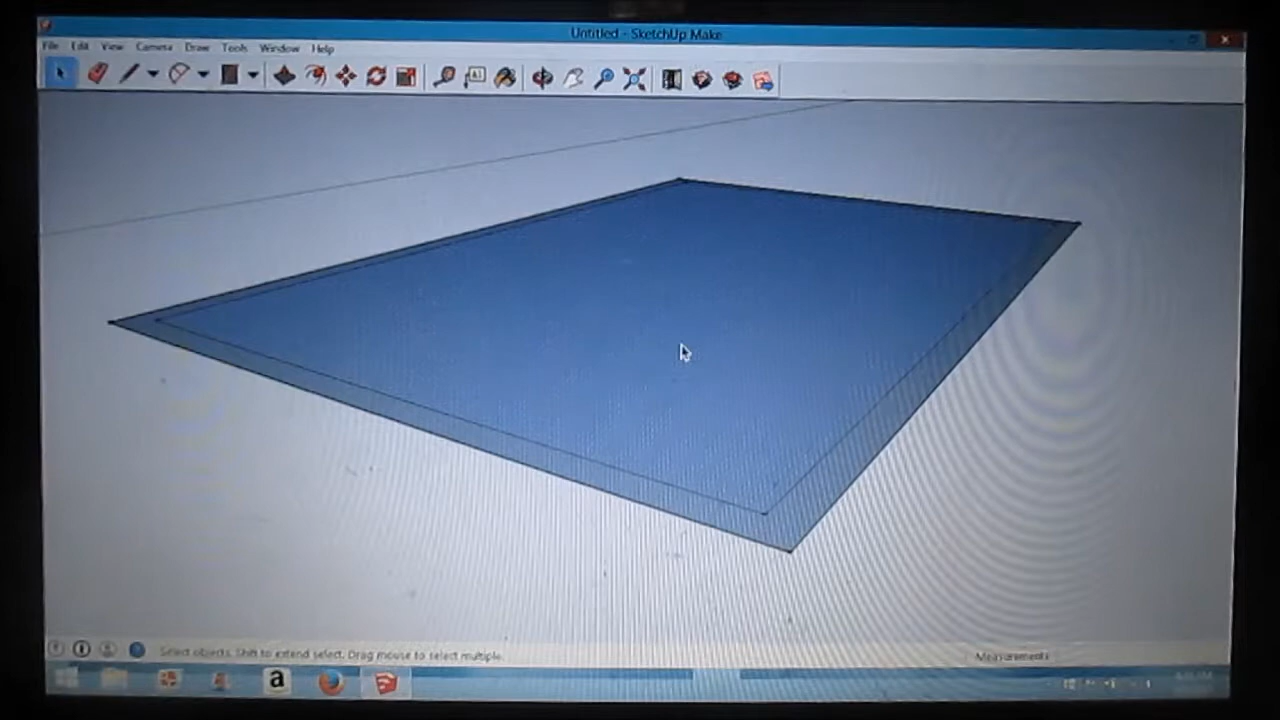 Untitled - SketchUp Make
File Edit View Camera Draw Tools Window Help
A1
Select objects. Shift to extend select. Drag mouse to select multiple.
Measurements
a